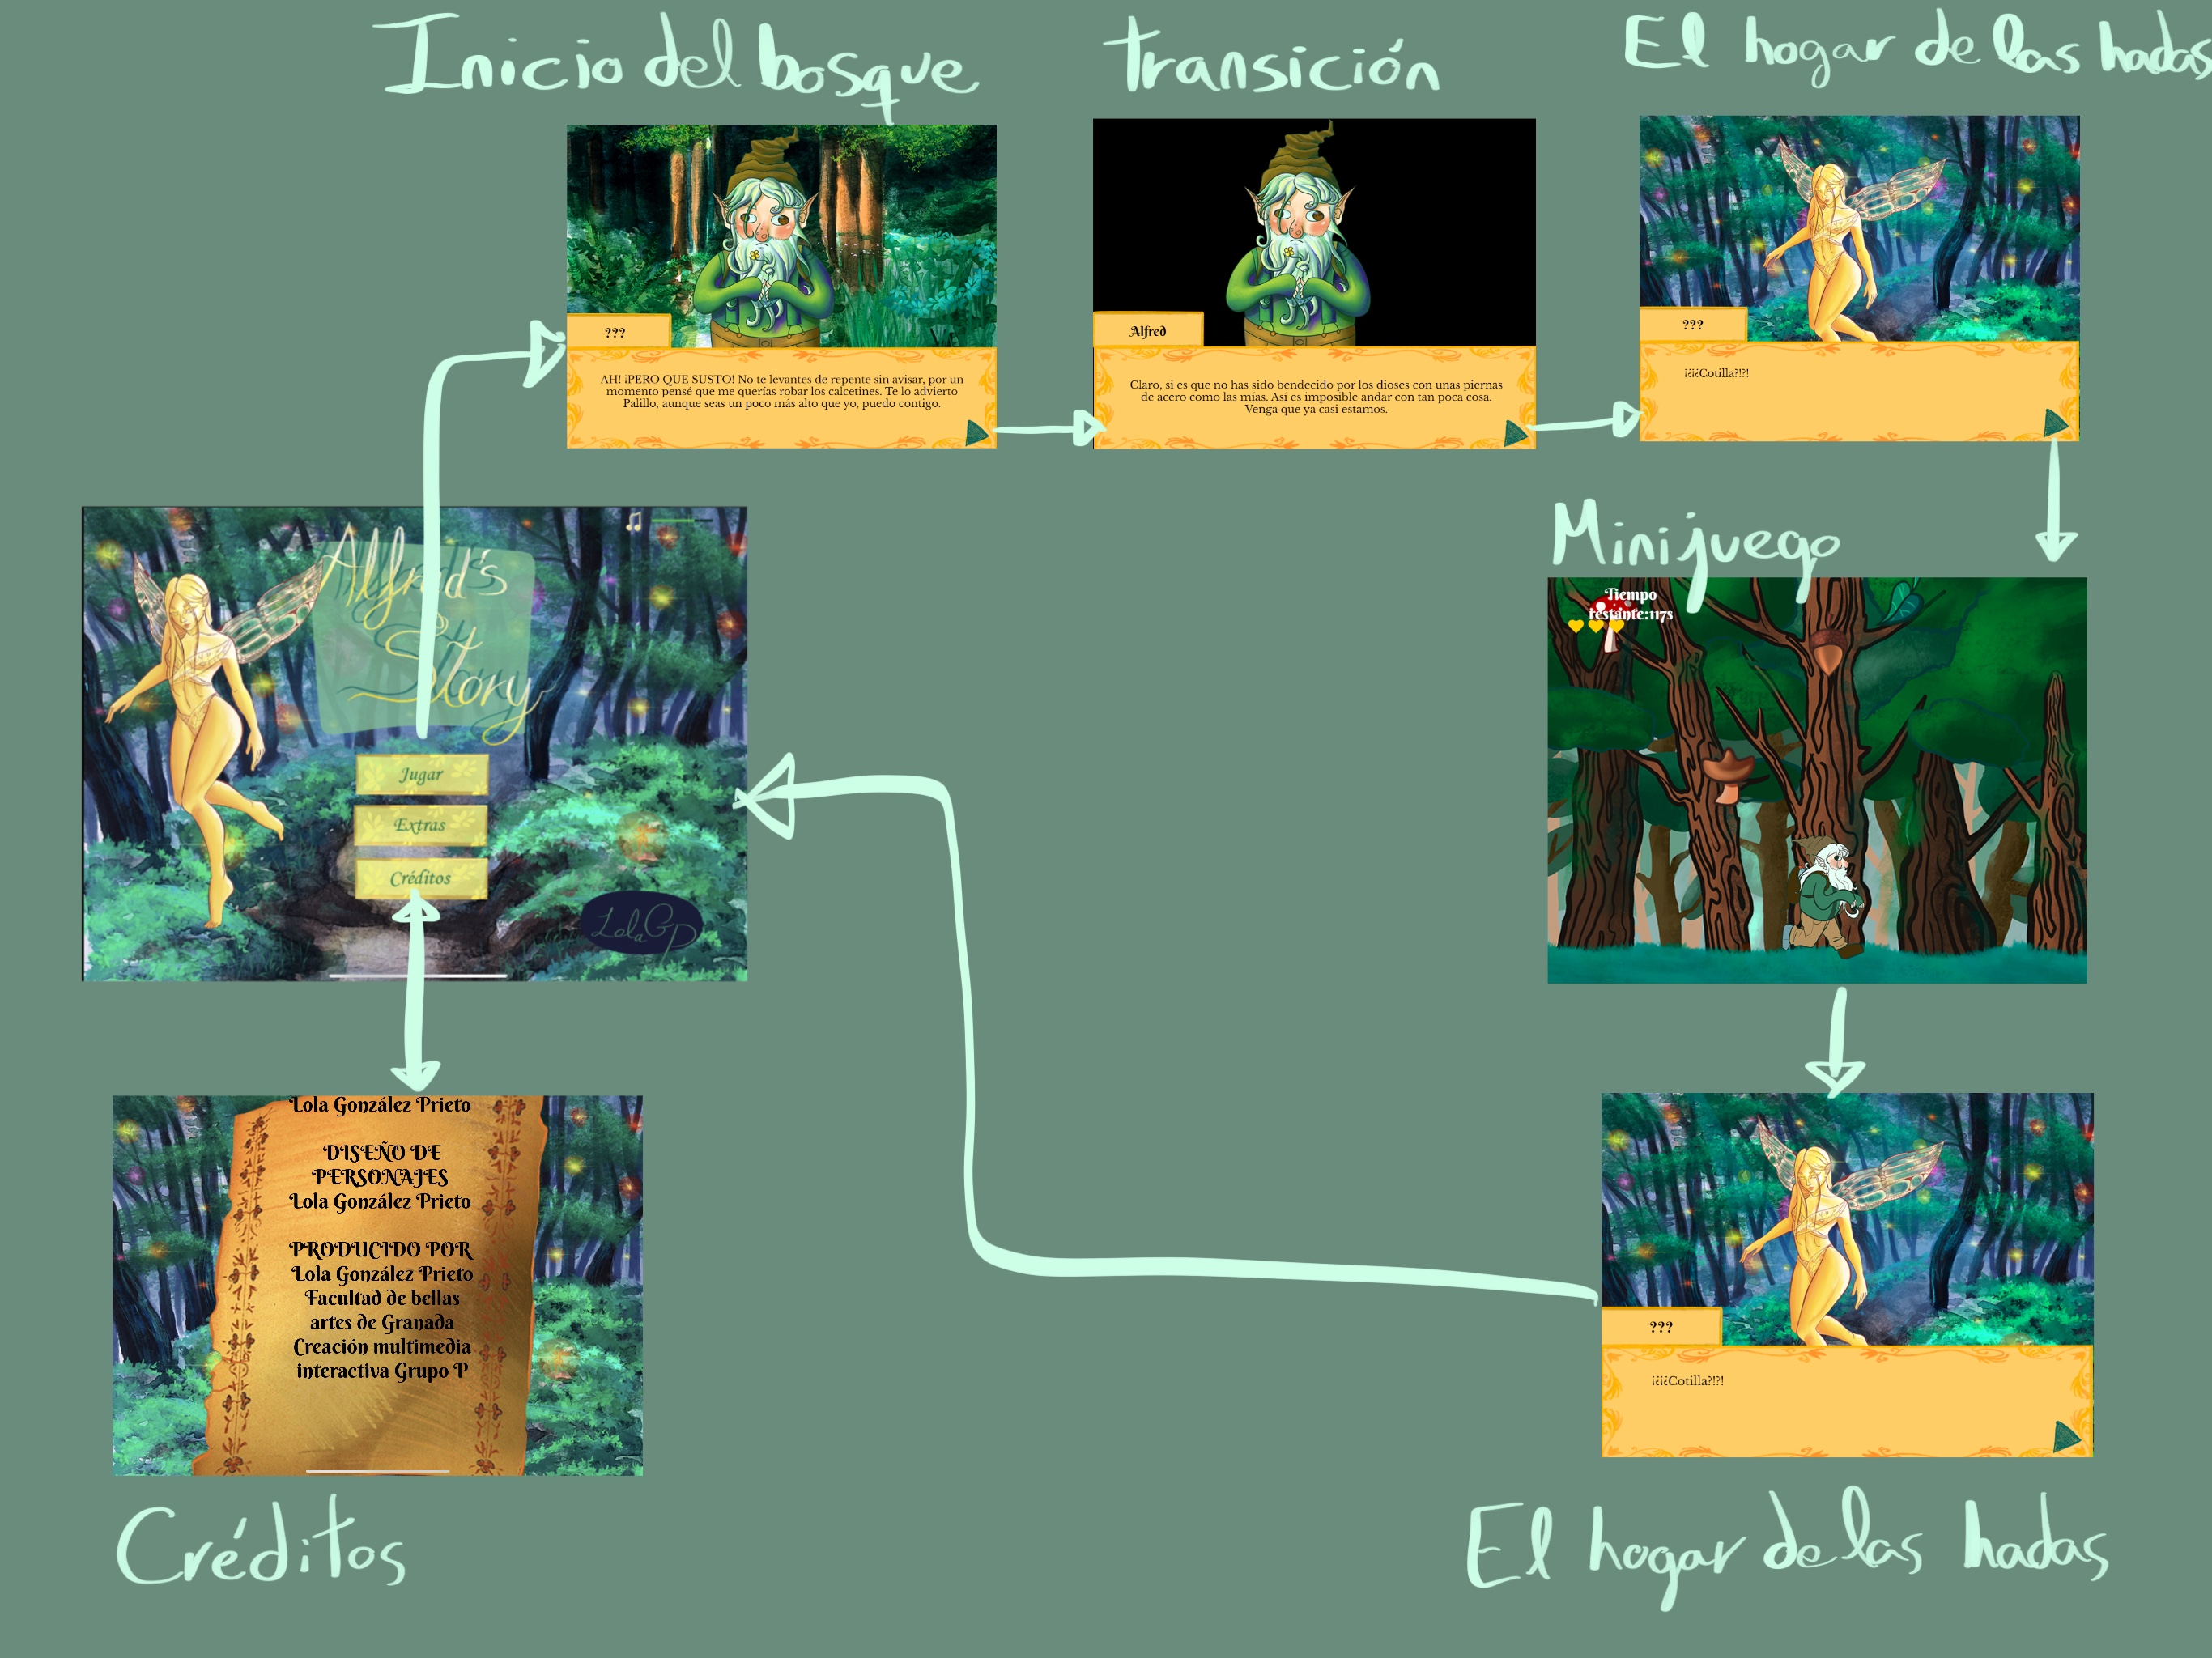 Inicio del bosque
transición
El hogar de las hadas
???
AH! ¡PERO QUE SUSTO! No te levantes de repente sin avisar, por un
momento pensé que me querías robar los calcetines. Te lo advierto
Palillo, aunque seas un poco más alto que yo, puedo contigo.
Alfred
Claro, si es que no has sido bendecido por los dioses con unas piernas
de acero como las mías. Así es imposible andar con tan poca cosa.
Venga que ya casi estamos.
???
¡¿¡¿Cotilla?!?!
Alfred's
Story
Jugar
Extras
Créditos
LolaGP
Minijuego
Tiempo
restante:117s
Lola González Prieto
DISEÑO DE
PERSONAJES
Lola González Prieto
PRODUCIDO POR
Lola González Prieto
Facultad de bellas
artes de Granada
Creación multimedia
interactiva Grupo P
Créditos
???
¡¿¡¿Cotilla?!?!
El hogar de las hadas